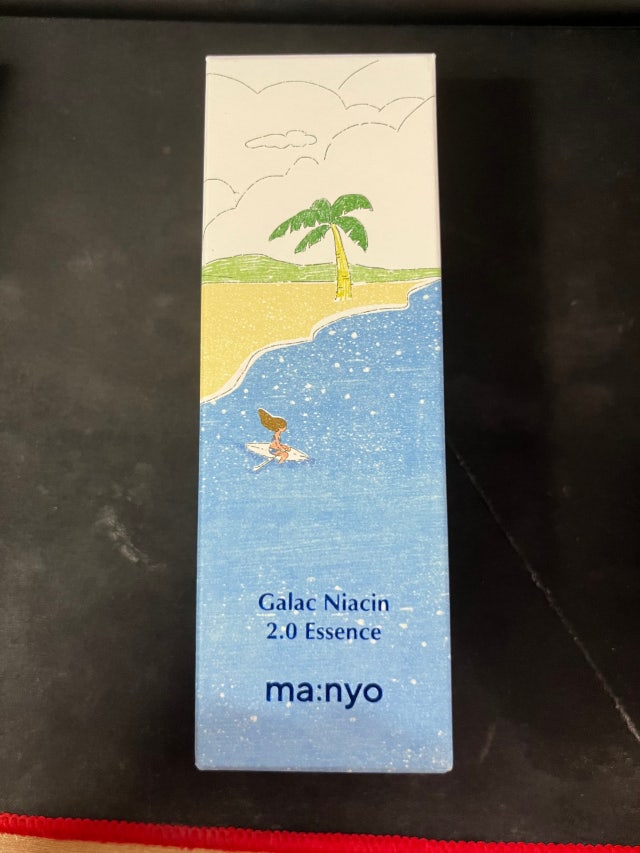 Galac Niacin
2.0 Essence
ma:nyo